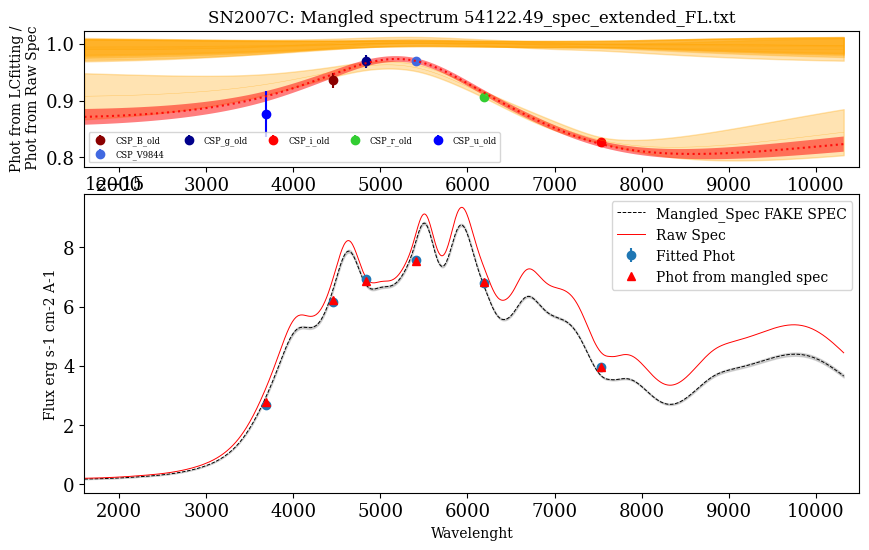 SN2007C: Mangled spectrum 54122.49_spec_extended_FL.txt
Phot from LCfitting /
Phot from Raw Spec
1.0
0.9
0.8
CSP_B_old
CSP_g_old
CSP_i_old
CSP_r_old
CSP_u_old
CSP_V9844
2000 3000 4000 5000 6000 7000 8000 9000 10000
1e−15
Mangled_Spec FAKE SPEC
Raw Spec
Fitted Phot
Phot from mangled spec
Flux erg s-1 cm-2 A-1
8
6
4
2
0
2000 3000 4000 5000 6000 7000 8000 9000 10000
Wavelenght